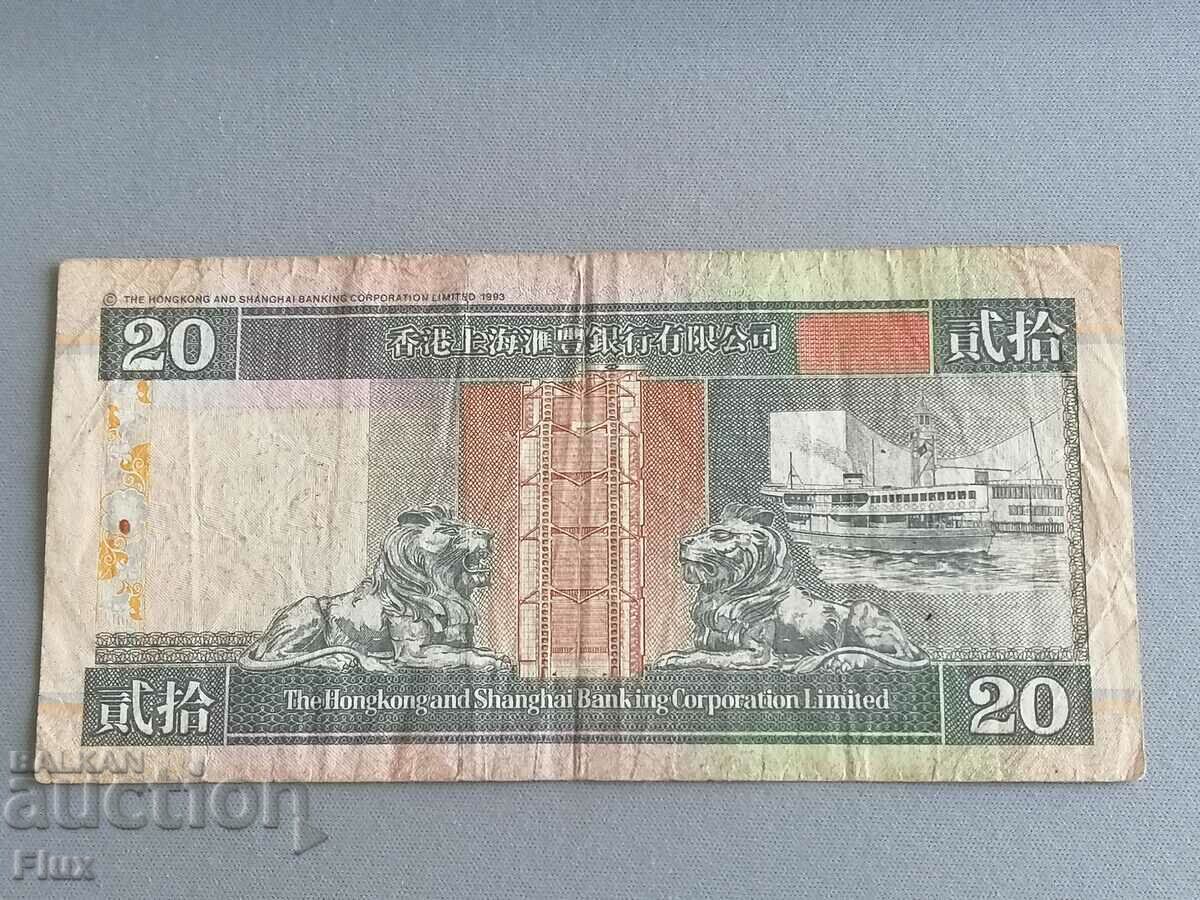 © THE HONGKONG AND SHANGHAI BANKING CORPORATION LIMITED 1993
20 香港上海滙豐銀行有限公司 貳拾
貳拾 The Hongkong and Shanghai Banking Corporation Limited 20
BALKAN
auction
Flux